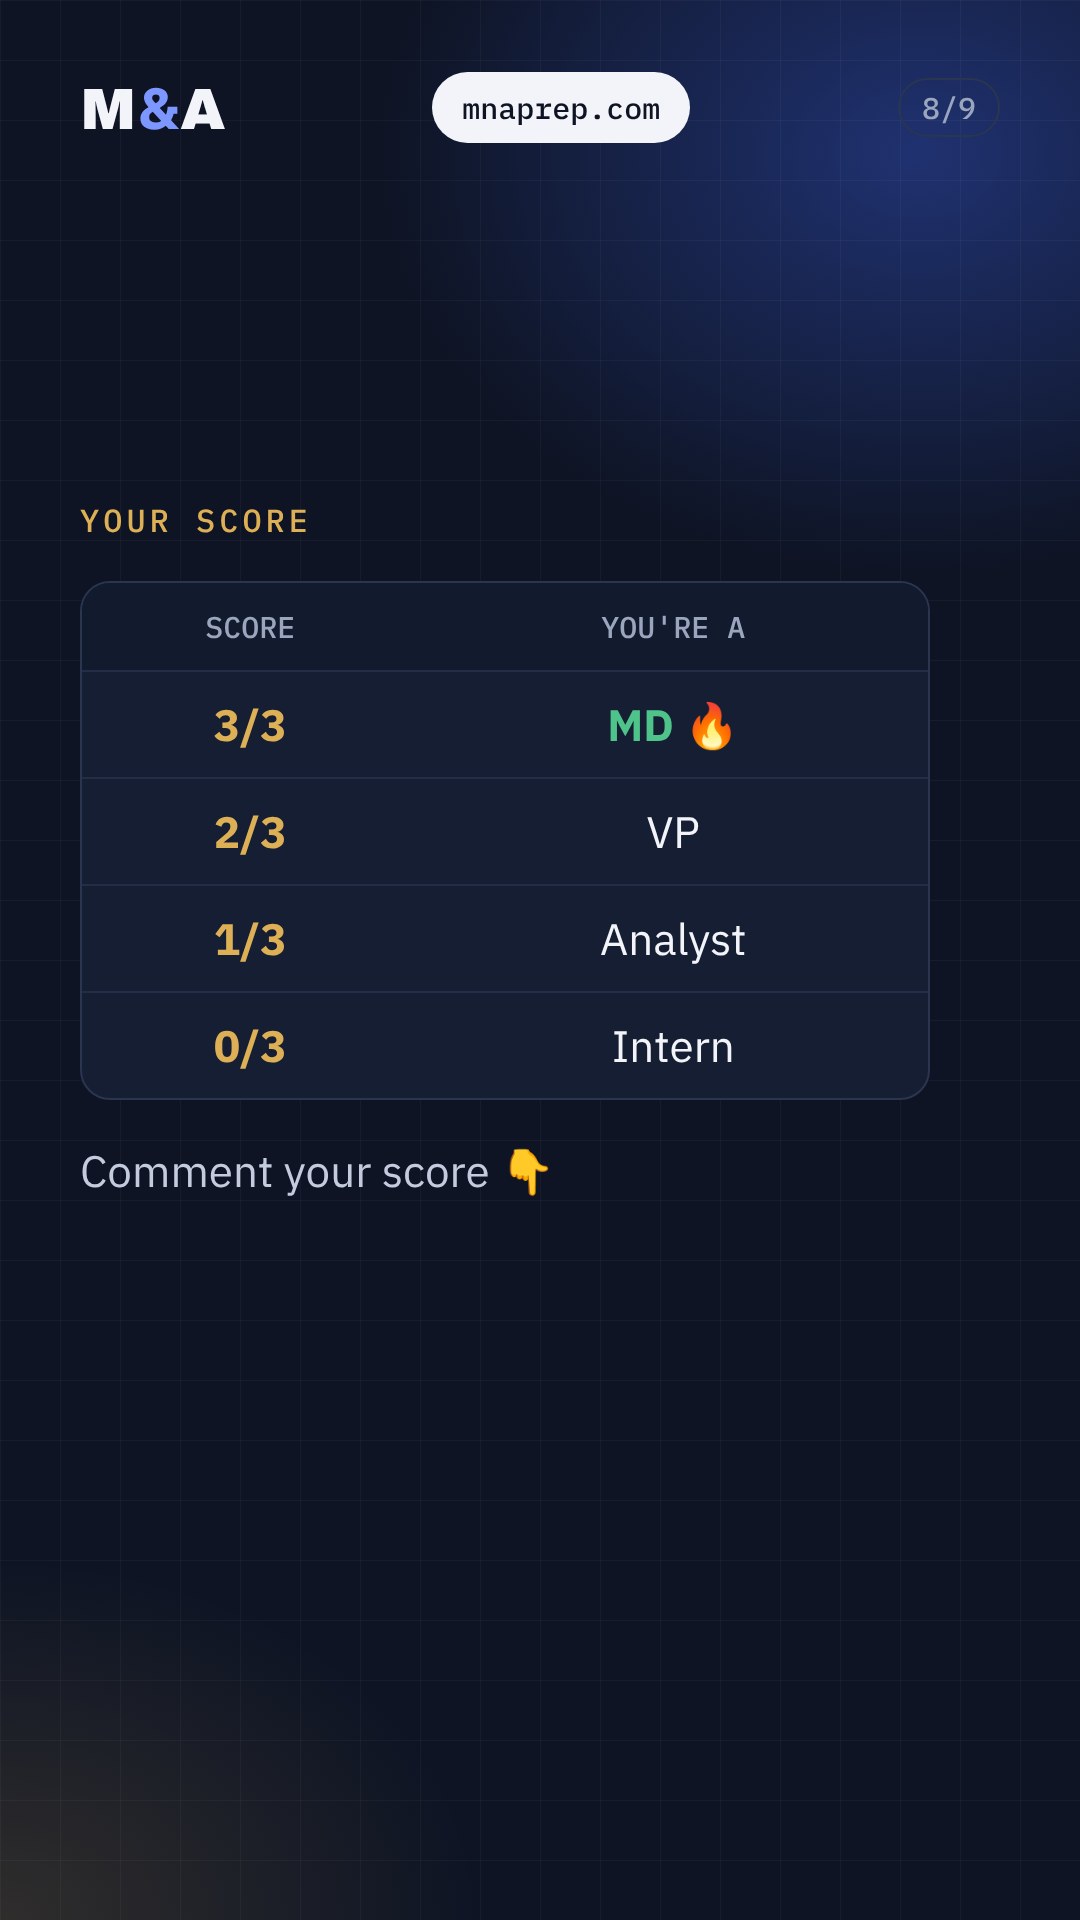 M&A
mnaprep.com
8/9
YOUR SCORE
SCORE YOU'RE A
3/3 MD 🔥
2/3 VP
1/3 Analyst
0/3 Intern
Comment your score 👇